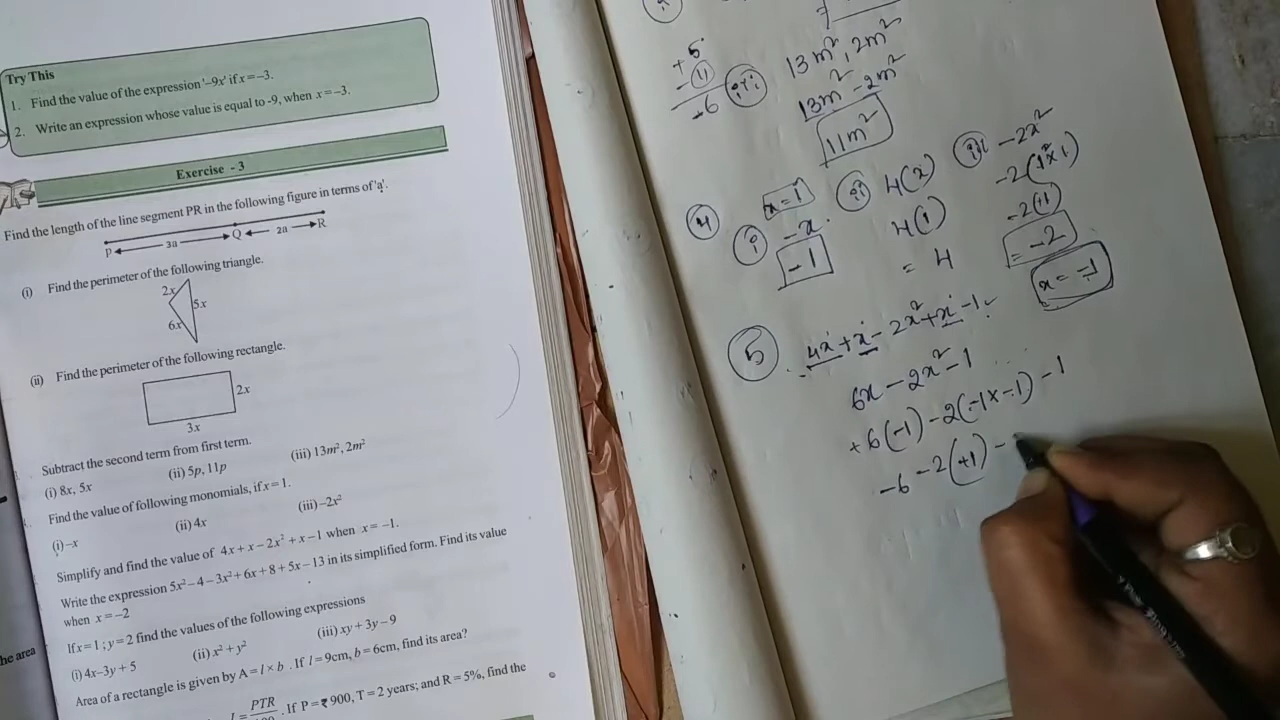 Try This
1. Find the value of the expression '-9x' if x = -3.
2. Write an expression whose value is equal to -9, when x = -3.
Exercise - 3
Find the length of the line segment PR in the following figure in terms of 'a'.
P 3a Q 2a R
(i) Find the perimeter of the following triangle.
2x 5x
6x
(ii) Find the perimeter of the following rectangle.
2x
3x
Subtract the second term from first term.
(i) 8x, 5x (ii) 5p, 11p (iii) 13m², 2m²
Find the value of following monomials, if x = 1.
(i) -x (ii) 4x (iii) -2x²
Simplify and find the value of 4x + x - 2x² + x - 1 when x = -1.
Write the expression 5x² - 4 - 3x² + 6x + 8 + 5x - 13 in its simplified form. Find its value
when x = -2
If x = 1 ; y = 2 find the values of the following expressions
(i) 4x - 3y + 5 (ii) x² + y² (iii) xy + 3y - 9
Area of a rectangle is given by A = l × b . If l = 9cm, b = 6cm, find its area?
PTR . If P = ₹ 900, T = 2 years; and R = 5%, find the
he area
+5
-11
-6
iii 13m², 2m²
13m² - 2m²
11m²
4 x = 1
i -x
-1
ii 4(x)
4(1)
= 4
iii -2x²
-2(1²x1)
-2(+1)
= -2
x = -1
5 4x + x - 2x² + x - 1
6x - 2x² - 1
+6(-1) - 2(-1 x -1) - 1
-6 - 2(+1) -